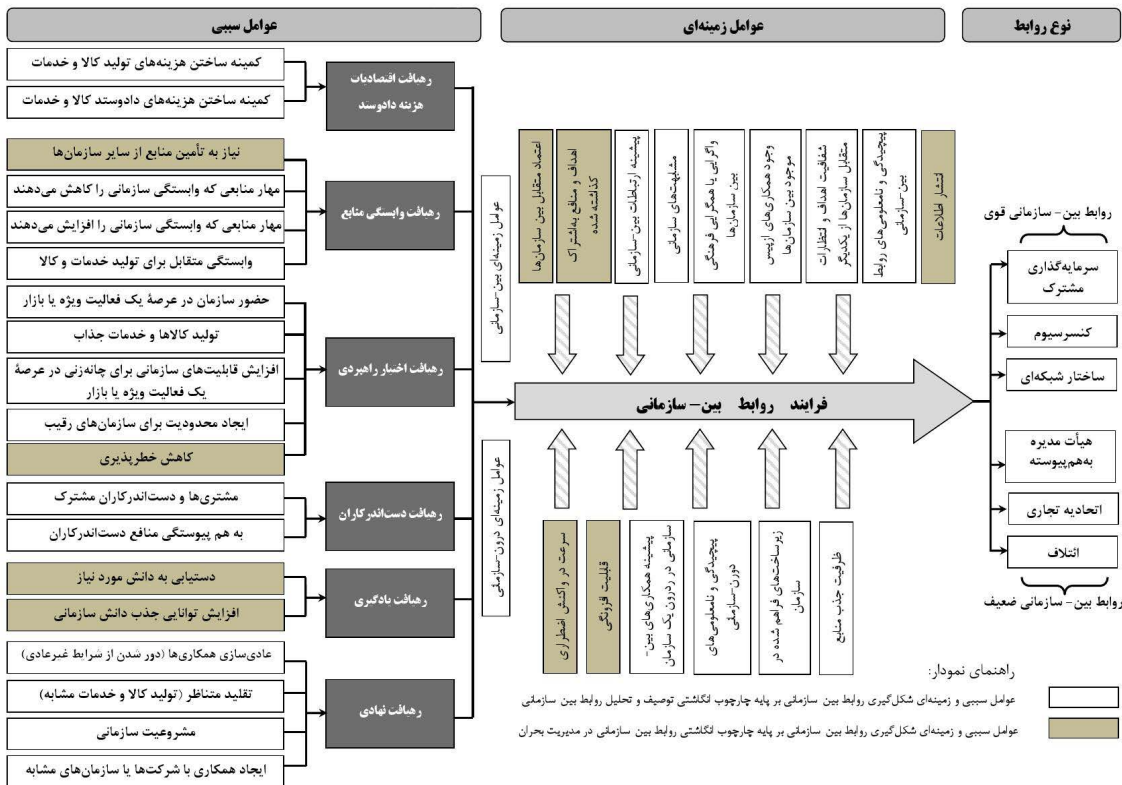 عوامل سببی
عوامل زمینه‌ای
نوع روابط
کمینه ساختن هزینه‌های تولید کالا و خدمات
کمینه ساختن هزینه‌های دادوستد کالا و خدمات
رهیافت اقتصادیات
هزینه دادوستد
نیاز به تأمین منابع از سایر سازمان‌ها
مهار منابعی که وابستگی سازمانی را کاهش می‌دهند
مهار منابعی که وابستگی سازمانی را افزایش می‌دهند
وابستگی متقابل برای تولید خدمات و کالا
رهیافت وابستگی منابع
حضور سازمان در عرصهٔ یک فعالیت ویژه یا بازار
تولید کالاها و خدمات جذاب
افزایش قابلیت‌های سازمانی برای چانه‌زنی در عرصهٔ
یک فعالیت ویژه یا بازار
ایجاد محدودیت برای سازمان‌های رقیب
کاهش خطرپذیری
رهیافت اختیار راهبردی
مشتری‌ها و دست‌اندرکاران مشترک
به هم پیوستگی منافع دست‌اندرکاران
رهیافت دست‌اندرکاران
دستیابی به دانش مورد نیاز
افزایش توانایی جذب دانش سازمانی
رهیافت یادگیری
عادی‌سازی همکاری‌ها (دور شدن از شرایط غیرعادی)
تقلید متناظر (تولید کالا و خدمات مشابه)
مشروعیت سازمانی
ایجاد همکاری با شرکت‌ها یا سازمان‌های مشابه
رهیافت نهادی
عوامل زمینه‌ای بین-سازمانی
اعتماد متقابل بین سازمان‌ها
اهداف و منافع به‌اشتراک
گذاشته شده
پیشینه ارتباطات بین-سازمانی
مشابهت‌های سازمانی
واگرایی یا همگرایی فرهنگی
بین سازمان‌ها
وجود همکاری‌های ازپیش
موجود بین سازمان‌ها
شفافیت اهداف و انتظارات
متقابل سازمان‌ها از یکدیگر
پیچیدگی و نامعلومی‌های روابط
بین-سازمانی
انتشار اطلاعات
فرایند روابط بین- سازمانی
عوامل زمینه‌ای درون-سازمانی
سرعت در واکنش اضطراری
قابلیت فزونگی
پیشینه همکاری‌های بین-
سازمانی در درون یک سازمان
پیچیدگی و نامعلومی‌های
دورن-سازمانی
زیرساخت‌های فراهم شده در
سازمان
ظرفیت جذب منابع
روابط بین- سازمانی قوی
سرمایه‌گذاری
مشترک
کنسرسیوم
ساختار شبکه‌ای
هیأت مدیره
به‌هم‌پیوسته
اتحادیه تجاری
ائتلاف
روابط بین- سازمانی ضعیف
راهنمای نمودار:
عوامل سببی و زمینه‌ای شکل‌گیری روابط بین سازمانی بر پایه چارچوب انگاشتی توصیف و تحلیل روابط بین سازمانی
عوامل سببی و زمینه‌ای شکل‌گیری روابط بین سازمانی بر پایه چارچوب انگاشتی روابط بین سازمانی در مدیریت بحران